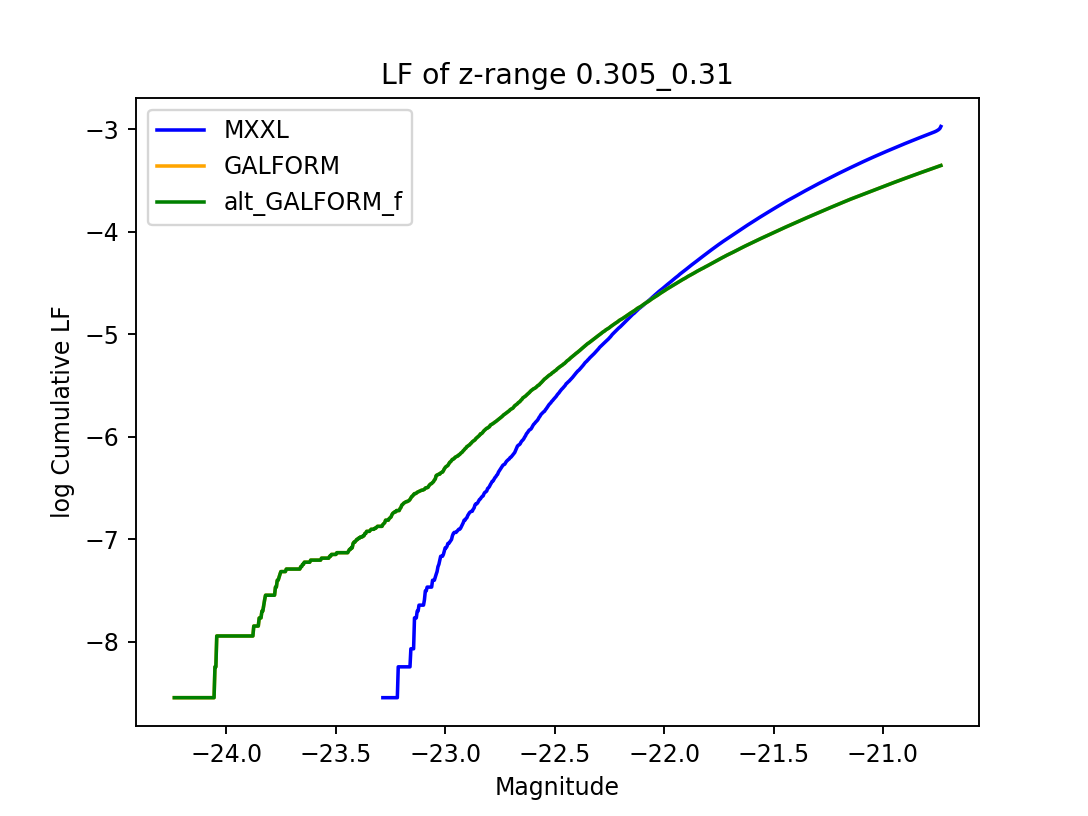 LF of z-range 0.305_0.31
MXXL
GALFORM
alt_GALFORM_f
log Cumulative LF
−3
−4
−5
−6
−7
−8
−24.0 −23.5 −23.0 −22.5 −22.0 −21.5 −21.0
Magnitude